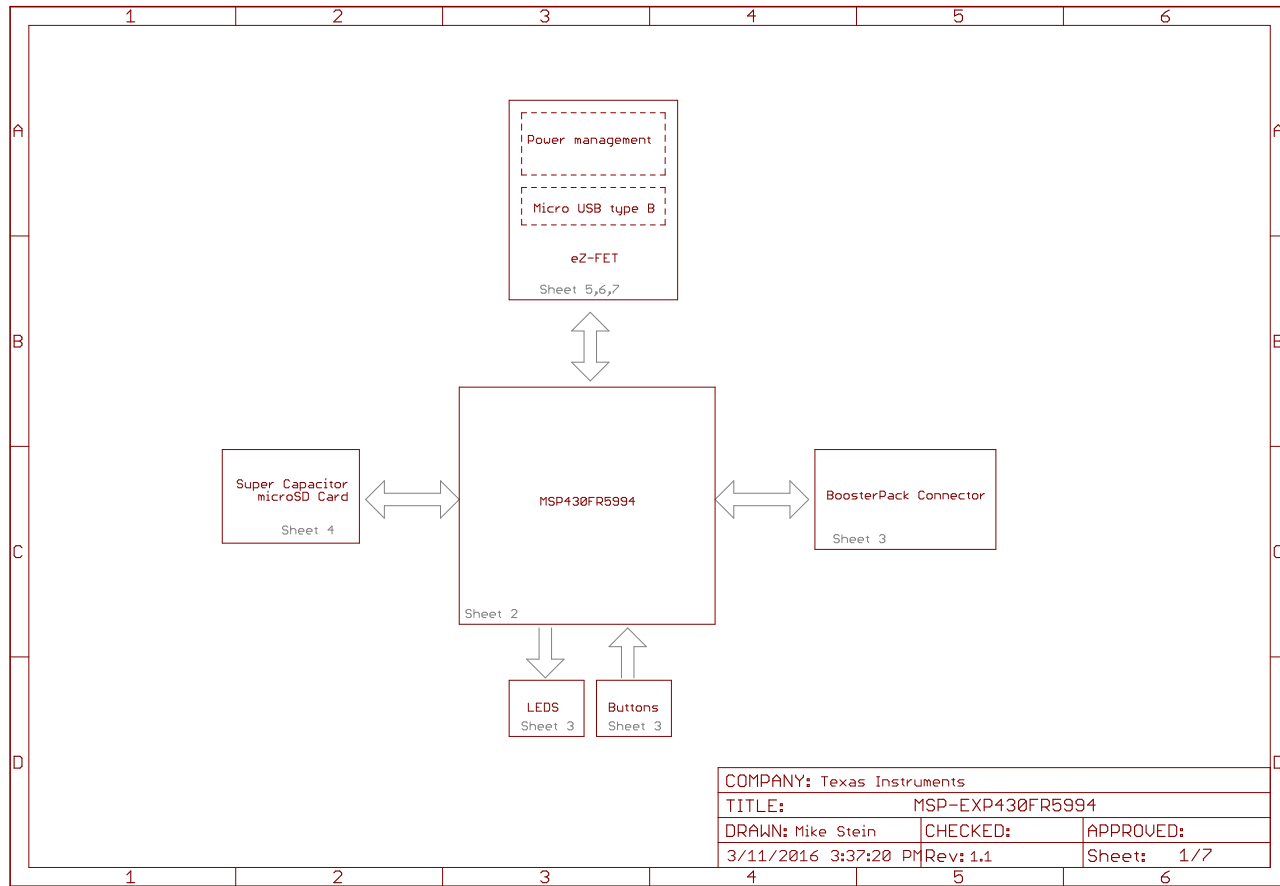 1 2 3 4 5 6
A A
Power management
Micro USB type B
eZ-FET
Sheet 5,6,7
B B
Super Capacitor
microSD Card
Sheet 4
MSP430FR5994
Sheet 2
BoosterPack Connector
Sheet 3
C C
LEDS
Sheet 3
Buttons
Sheet 3
D D
COMPANY: Texas Instruments
TITLE: MSP-EXP430FR5994
DRAWN: Mike Stein CHECKED: APPROVED:
3/11/2016 3:37:20 PM Rev: 1.1 Sheet: 1/7
1 2 3 4 5 6